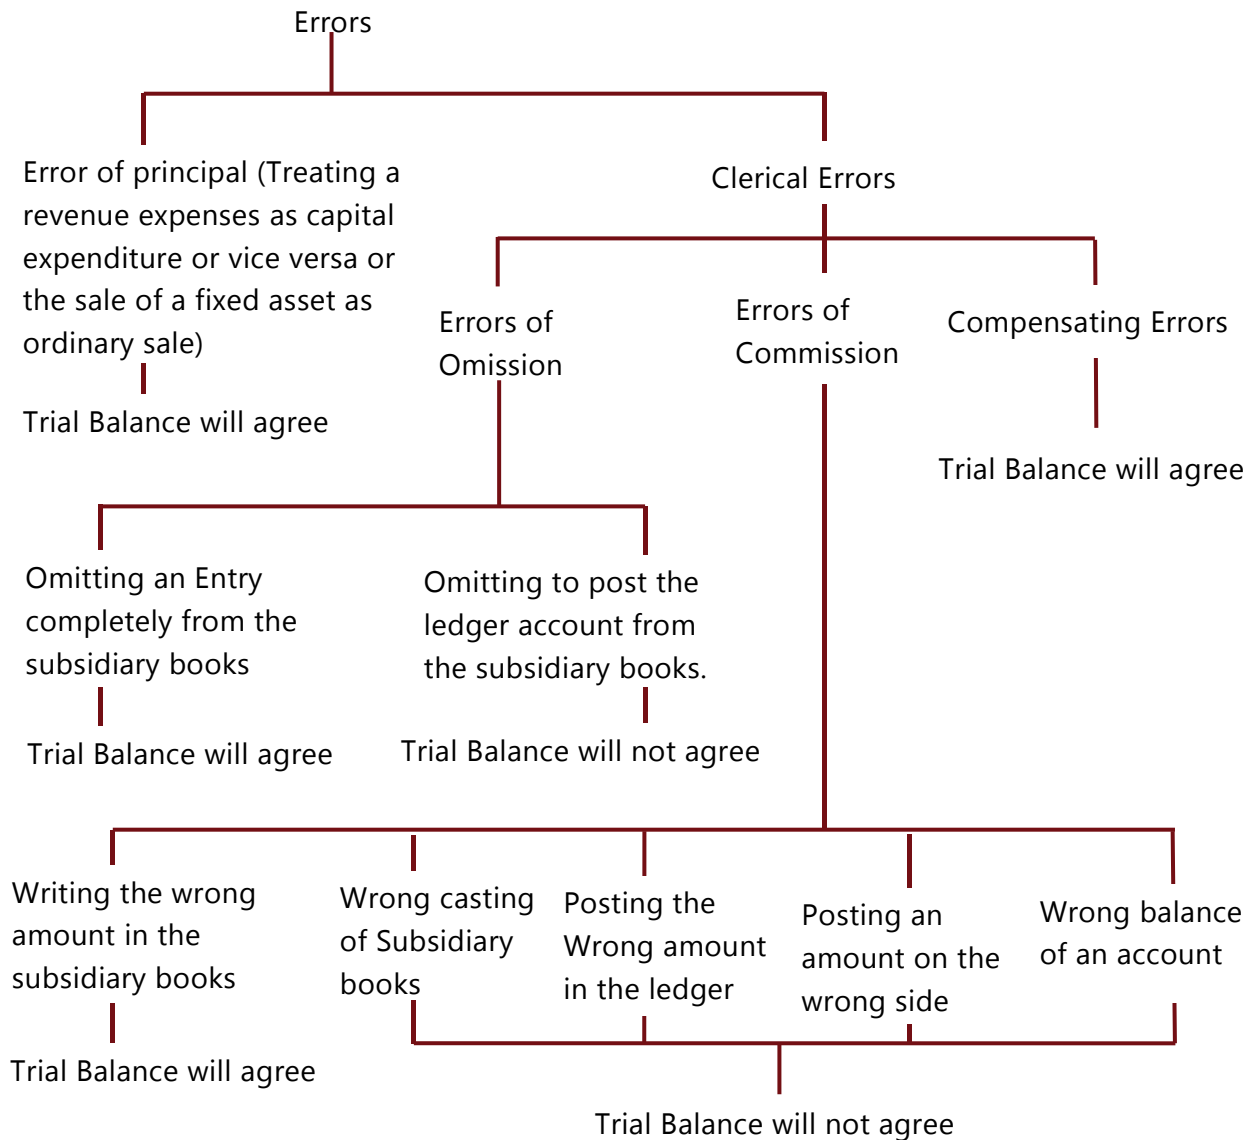 Errors
Error of principal (Treating a
revenue expenses as capital
expenditure or vice versa or
the sale of a fixed asset as
ordinary sale)
Trial Balance will agree
Clerical Errors
Errors of
Omission
Errors of
Commission
Compensating Errors
Trial Balance will agree
Omitting an Entry
completely from the
subsidiary books
Trial Balance will agree
Omitting to post the
ledger account from
the subsidiary books.
Trial Balance will not agree
Writing the wrong
amount in the
subsidiary books
Trial Balance will agree
Wrong casting
of Subsidiary
books
Posting the
Wrong amount
in the ledger
Posting an
amount on the
wrong side
Wrong balance
of an account
Trial Balance will not agree